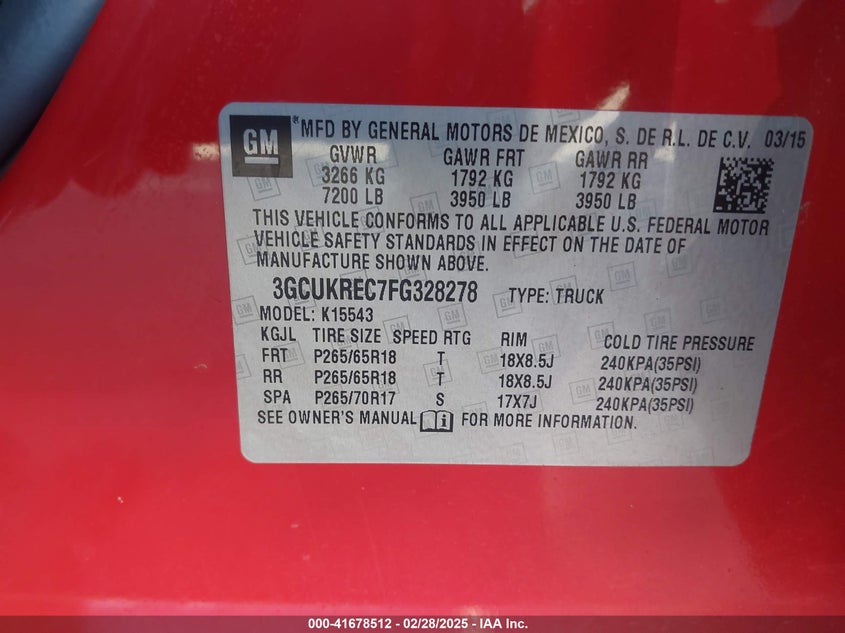 GM ®MFD BY GENERAL MOTORS DE MEXICO, S. DE R.L. DE C.V. 03/15
GVWR GAWR FRT GAWR RR
3266 KG 1792 KG 1792 KG
7200 LB 3950 LB 3950 LB
THIS VEHICLE CONFORMS TO ALL APPLICABLE U.S. FEDERAL MOTOR
VEHICLE SAFETY STANDARDS IN EFFECT ON THE DATE OF
MANUFACTURE SHOWN ABOVE.
3GCUKREC7FG328278 TYPE: TRUCK
MODEL: K15543
KGJL TIRE SIZE SPEED RTG RIM COLD TIRE PRESSURE
FRT P265/65R18 T 18X8.5J 240KPA(35PSI)
RR P265/65R18 T 18X8.5J 240KPA(35PSI)
SPA P265/70R17 S 17X7J 240KPA(35PSI)
SEE OWNER'S MANUAL FOR MORE INFORMATION.
000-41678512 - 02/28/2025 - IAA Inc.